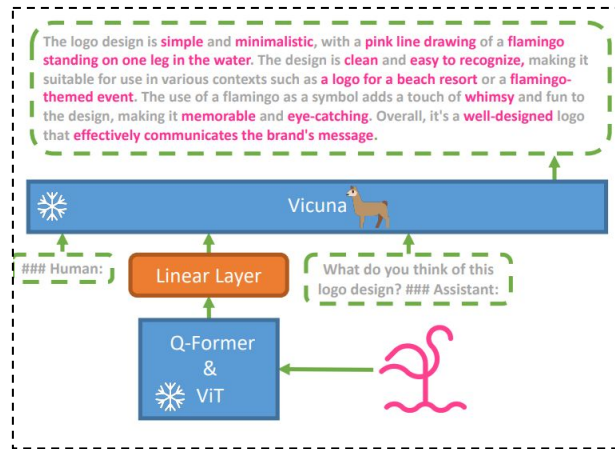 The logo design is simple and minimalistic, with a pink line drawing of a flamingo
standing on one leg in the water. The design is clean and easy to recognize, making it
suitable for use in various contexts such as a logo for a beach resort or a flamingo-
themed event. The use of a flamingo as a symbol adds a touch of whimsy and fun to
the design, making it memorable and eye-catching. Overall, it's a well-designed logo
that effectively communicates the brand's message.
Vicuna
### Human:
Linear Layer
What do you think of this
logo design? ### Assistant:
Q-Former
&
ViT